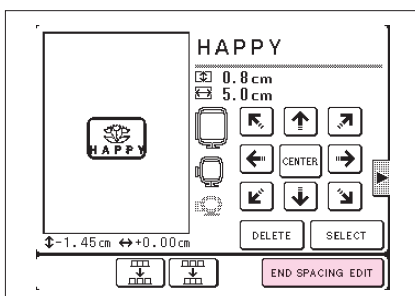 HAPPY
0.8cm
5.0cm
HAPPY
CENTER
DELETE
SELECT
-1.45cm ↔+0.00cm
END SPACING EDIT